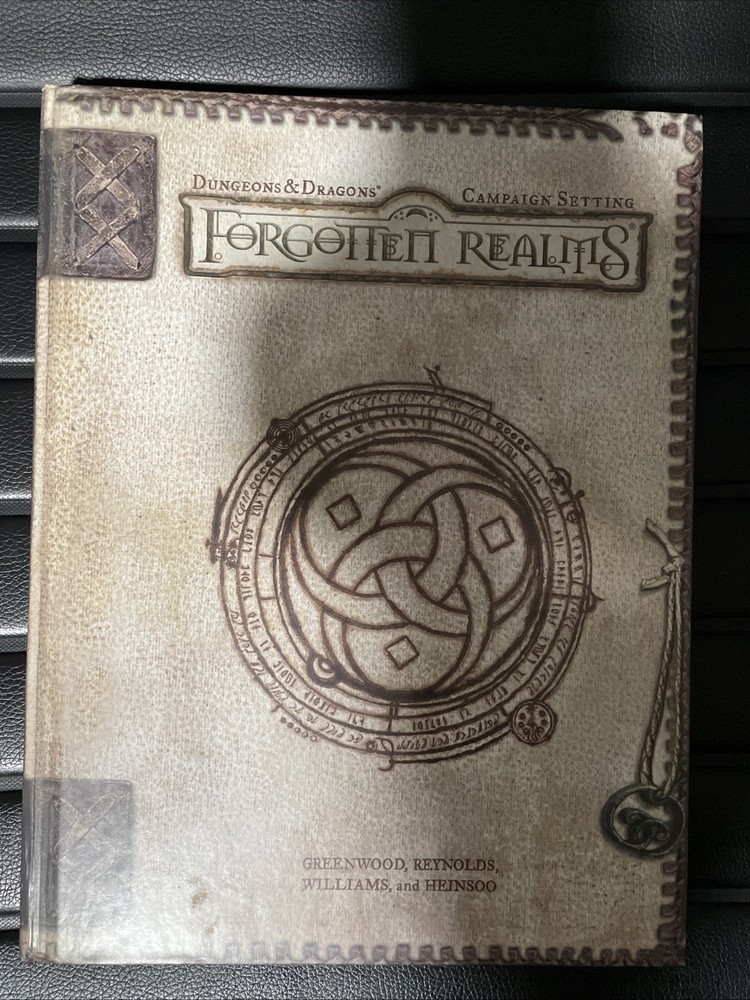 DUNGEONS & DRAGONS®
CAMPAIGN SETTING
FORGOTTEN REALMS®
GREENWOOD, REYNOLDS,
WILLIAMS, and HEINSOO